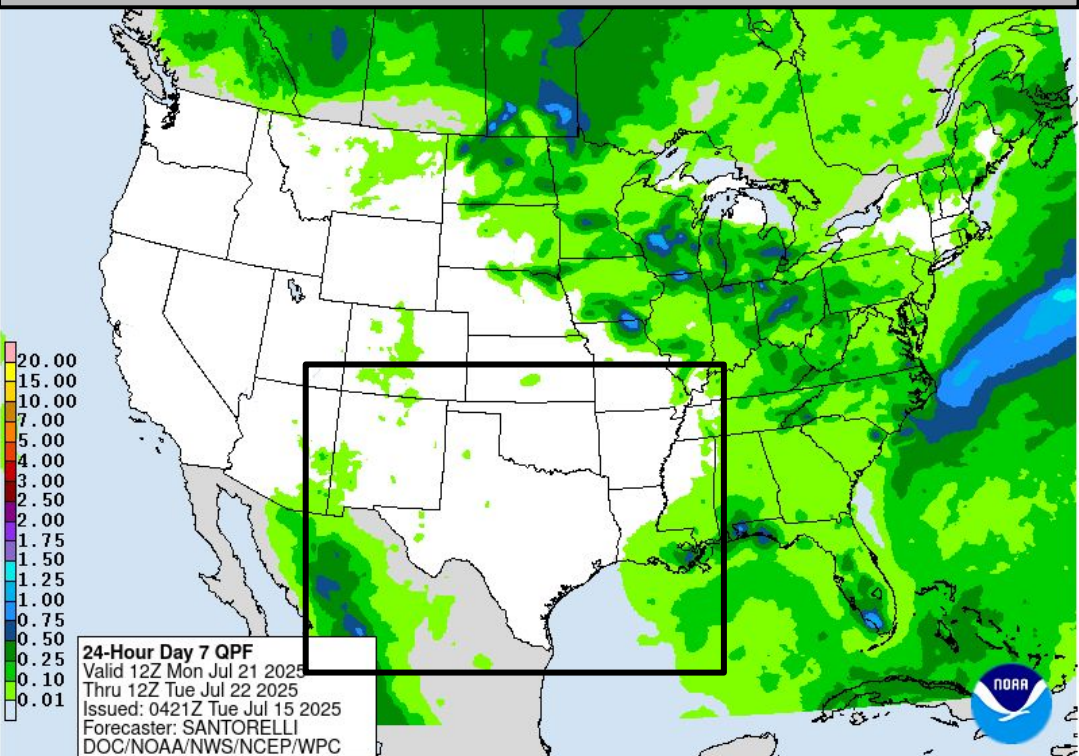 20.00
15.00
10.00
7.00
5.00
4.00
3.00
2.50
2.00
1.75
1.50
1.25
1.00
0.75
0.50
0.25
0.10
0.01
24-Hour Day 7 QPF
Valid 12Z Mon Jul 21 2025
Thru 12Z Tue Jul 22 2025
Issued: 0421Z Tue Jul 15 2025
Forecaster: SANTORELLI
DOC/NOAA/NWS/NCEP/WPC
NOAA